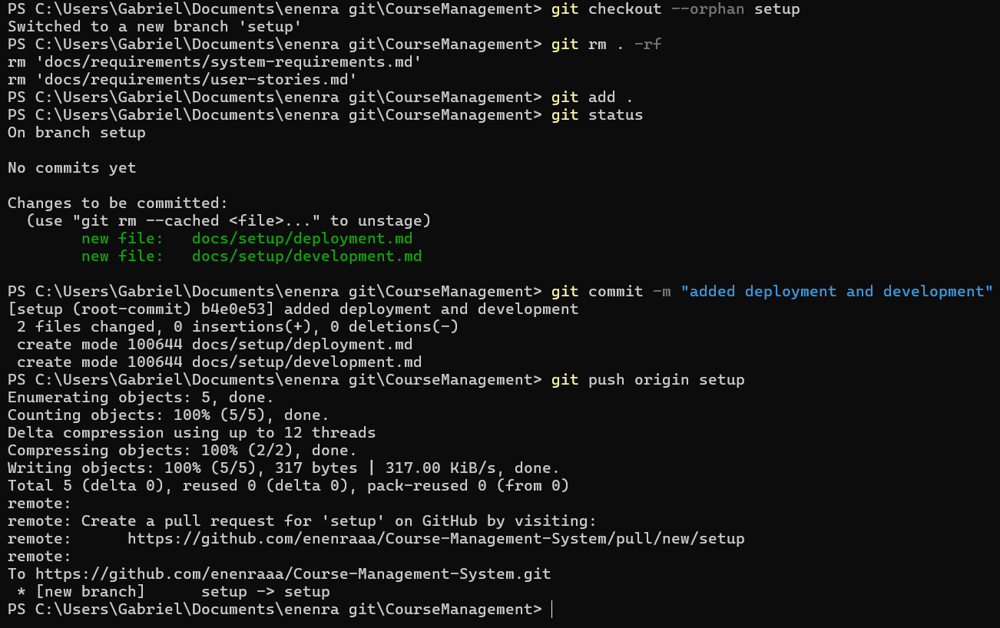 PS C:\Users\Gabriel\Documents\enenra git\CourseManagement> git checkout --orphan setup
Switched to a new branch 'setup'
PS C:\Users\Gabriel\Documents\enenra git\CourseManagement> git rm . -rf
rm 'docs/requirements/system-requirements.md'
rm 'docs/requirements/user-stories.md'
PS C:\Users\Gabriel\Documents\enenra git\CourseManagement> git add .
PS C:\Users\Gabriel\Documents\enenra git\CourseManagement> git status
On branch setup

No commits yet

Changes to be committed:
  (use "git rm --cached <file>..." to unstage)
        new file:   docs/setup/deployment.md
        new file:   docs/setup/development.md

PS C:\Users\Gabriel\Documents\enenra git\CourseManagement> git commit -m "added deployment and development"
[setup (root-commit) b4e0e53] added deployment and development
 2 files changed, 0 insertions(+), 0 deletions(-)
 create mode 100644 docs/setup/deployment.md
 create mode 100644 docs/setup/development.md
PS C:\Users\Gabriel\Documents\enenra git\CourseManagement> git push origin setup
Enumerating objects: 5, done.
Counting objects: 100% (5/5), done.
Delta compression using up to 12 threads
Compressing objects: 100% (2/2), done.
Writing objects: 100% (5/5), 317 bytes | 317.00 KiB/s, done.
Total 5 (delta 0), reused 0 (delta 0), pack-reused 0 (from 0)
remote:
remote: Create a pull request for 'setup' on GitHub by visiting:
remote:      https://github.com/enenraaa/Course-Management-System/pull/new/setup
remote:
To https://github.com/enenraaa/Course-Management-System.git
 * [new branch]      setup -> setup
PS C:\Users\Gabriel\Documents\enenra git\CourseManagement>